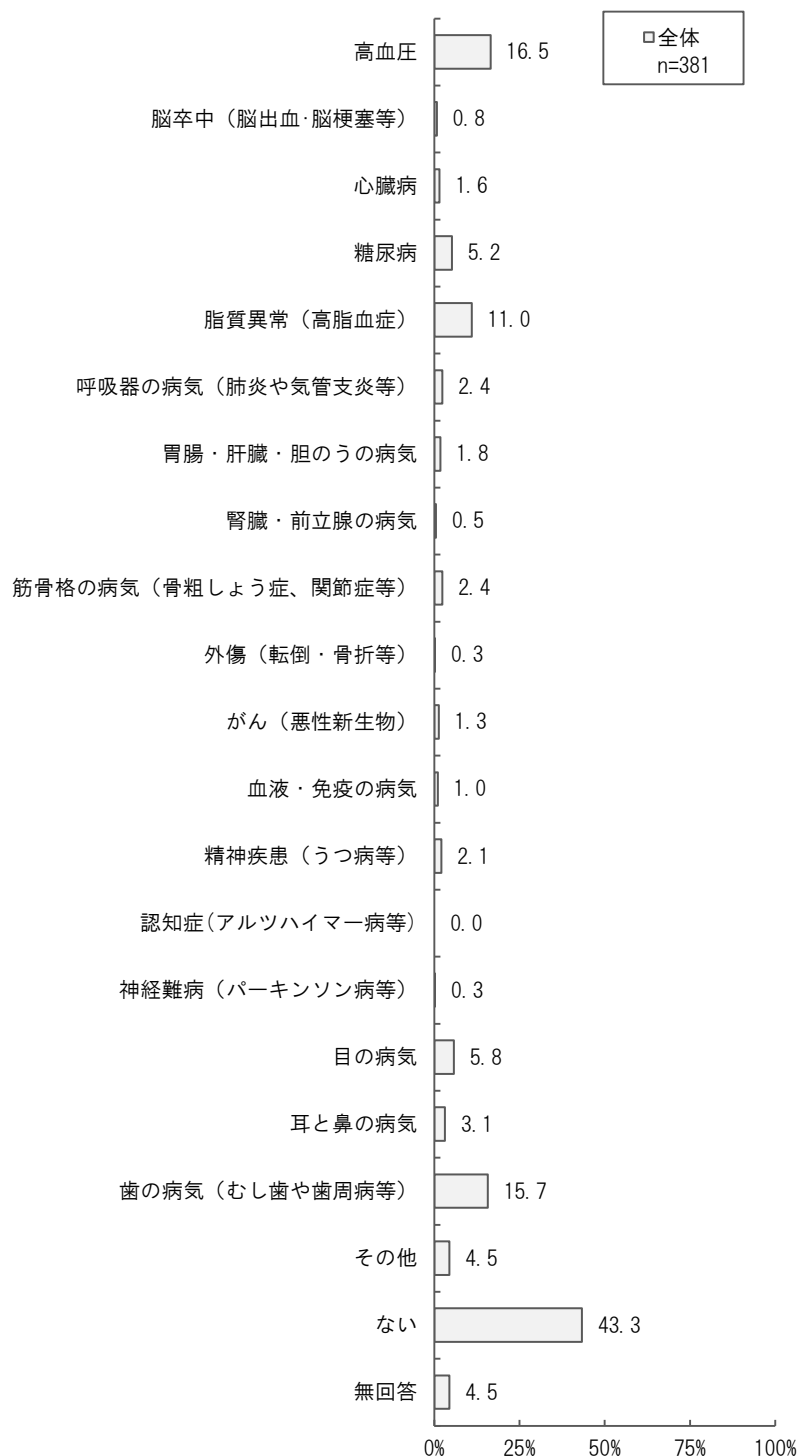 □全体
n=381
高血圧 16.5
脳卒中（脳出血･脳梗塞等） 0.8
心臓病 1.6
糖尿病 5.2
脂質異常（高脂血症） 11.0
呼吸器の病気（肺炎や気管支炎等） 2.4
胃腸・肝臓・胆のうの病気 1.8
腎臓・前立腺の病気 0.5
筋骨格の病気（骨粗しょう症、関節症等） 2.4
外傷（転倒・骨折等） 0.3
がん（悪性新生物） 1.3
血液・免疫の病気 1.0
精神疾患（うつ病等） 2.1
認知症(アルツハイマー病等) 0.0
神経難病（パーキンソン病等） 0.3
目の病気 5.8
耳と鼻の病気 3.1
歯の病気（むし歯や歯周病等） 15.7
その他 4.5
ない 43.3
無回答 4.5
0% 25% 50% 75% 100%